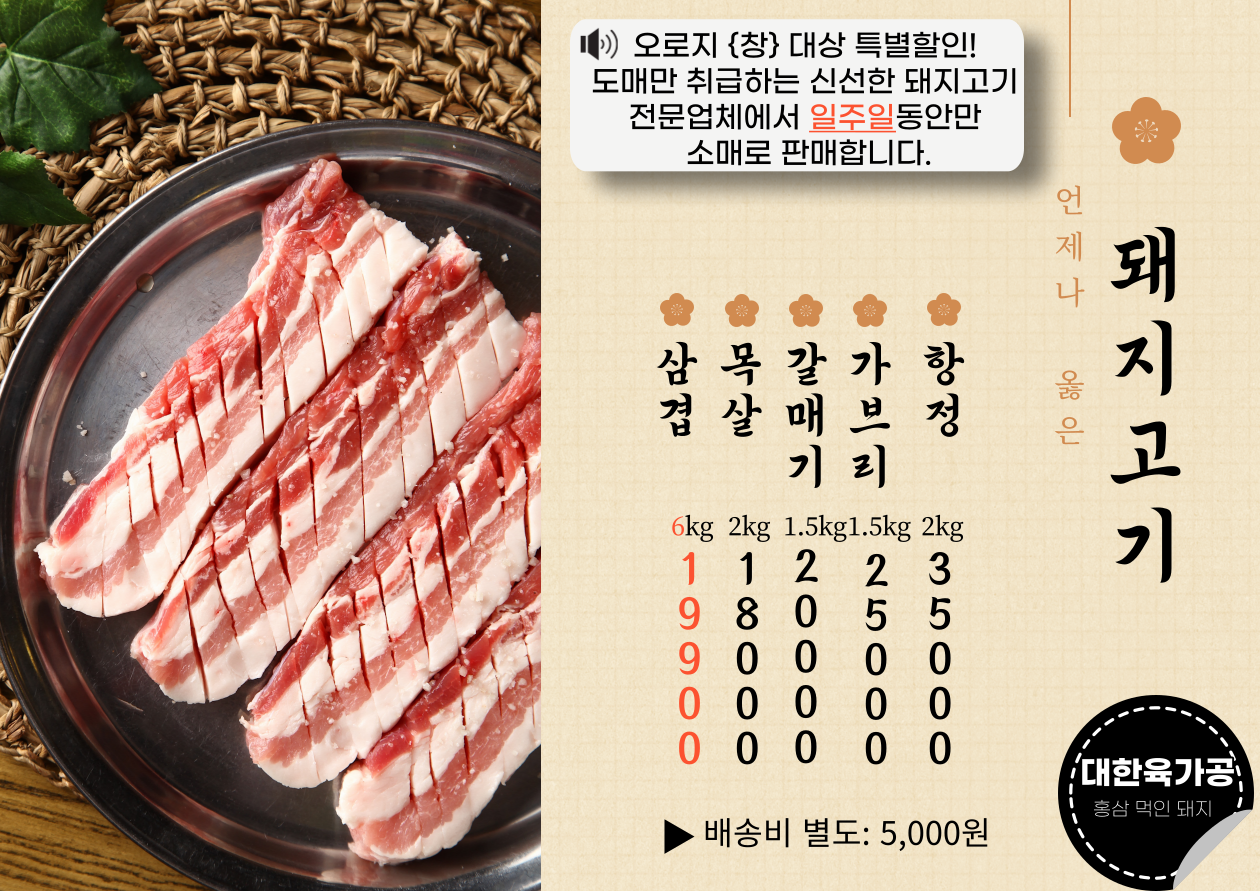 오로지 {창} 대상 특별할인!
도매만 취급하는 신선한 돼지고기
전문업체에서 일주일동안만
소매로 판매합니다.
돼지고기
언제나 옳은
삼겹
6kg
19900
목살
2kg
18000
갈매기
1.5kg
20000
가브리
1.5kg
25000
항정
2kg
35000
▶ 배송비 별도: 5,000원
대한육가공
홍삼 먹인 돼지